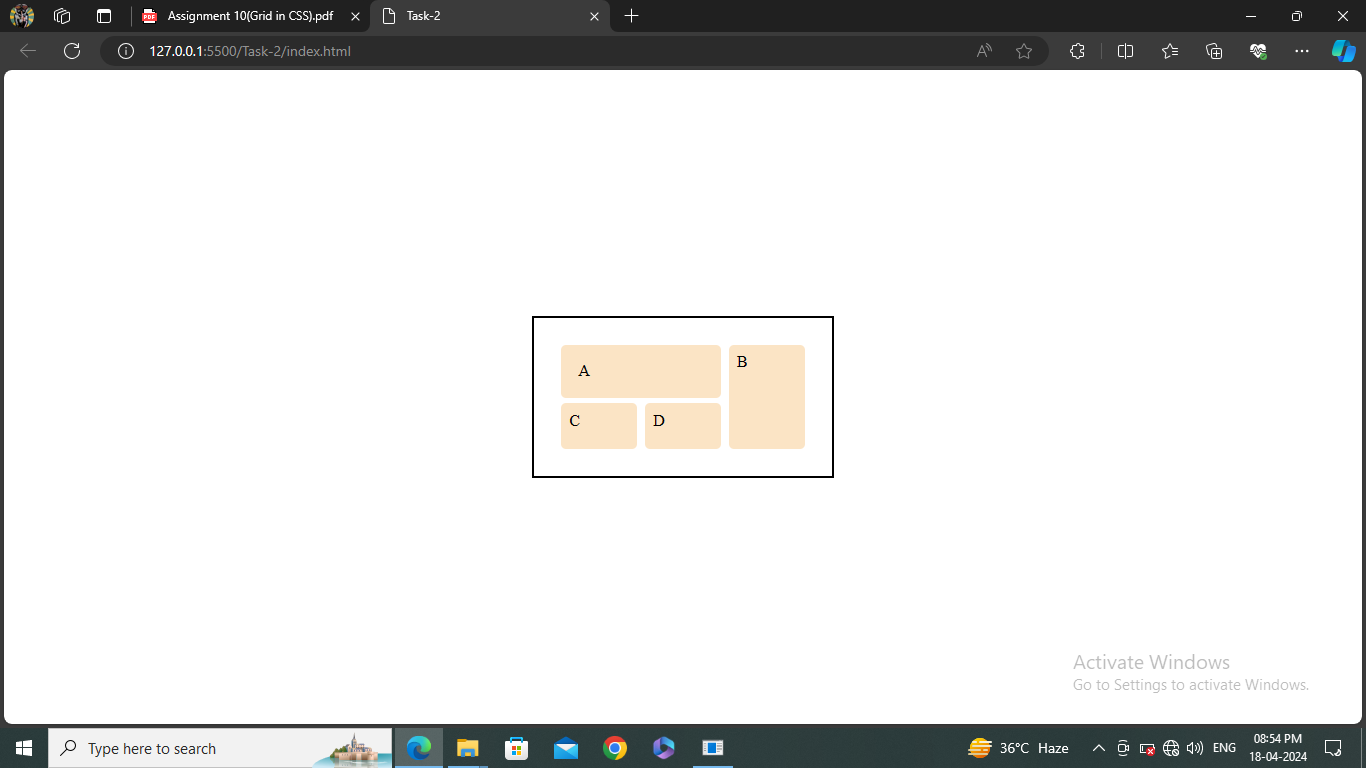 Assignment 10(Grid in CSS).pdf
Task-2
127.0.0.1:5500/Task-2/index.html
A
B
C
D
Activate Windows
Go to Settings to activate Windows.
Type here to search
36°C Haze
ENG
08:54 PM
18-04-2024